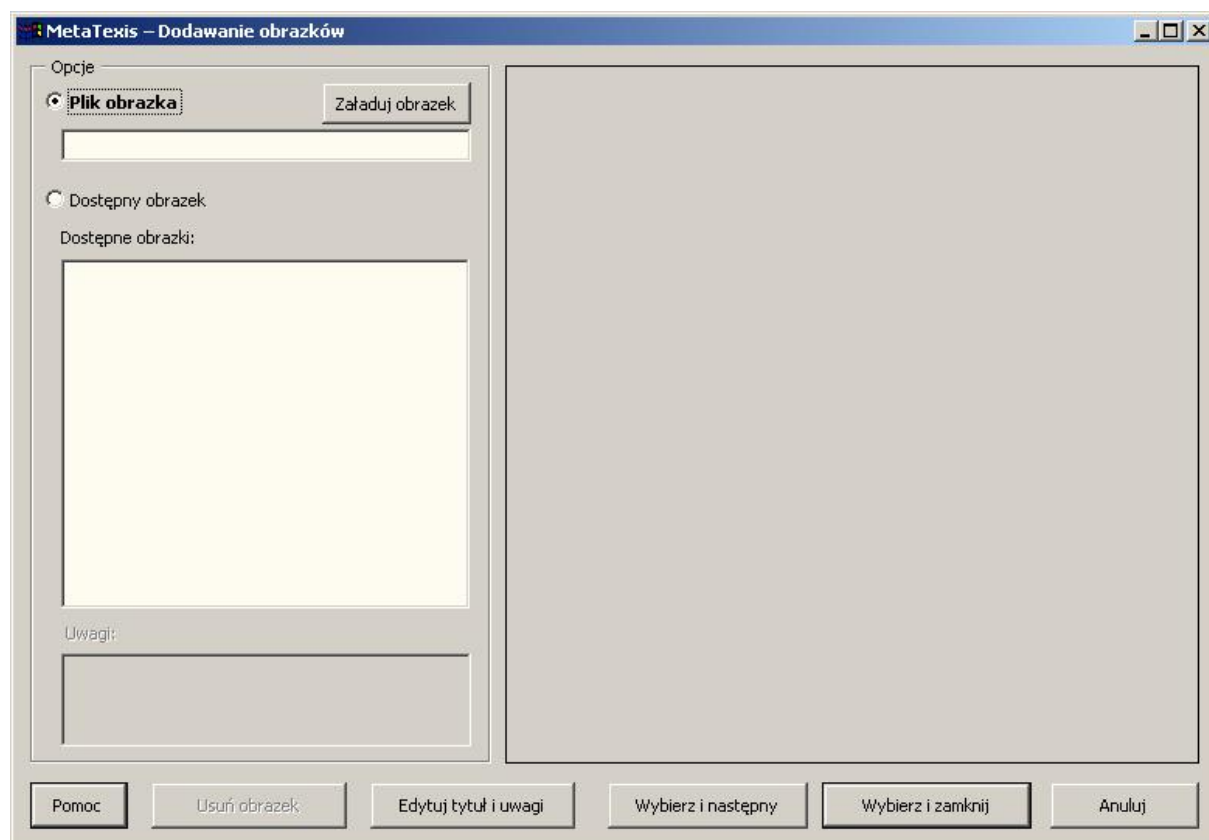 MetaTexis – Dodawanie obrazków
Opcje
Plik obrazka
Załaduj obrazek
Dostępny obrazek
Dostępne obrazki:
Uwagi:
Pomoc
Usuń obrazek
Edytuj tytuł i uwagi
Wybierz i następny
Wybierz i zamknij
Anuluj